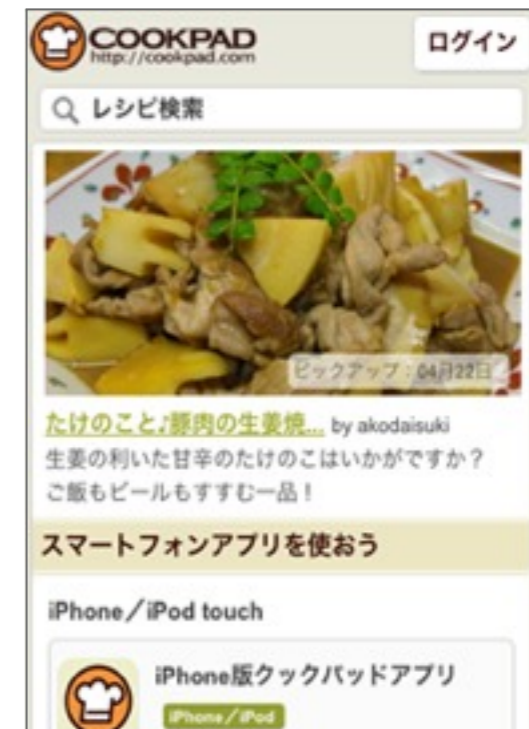 COOKPAD
http://cookpad.com
ログイン
レシピ検索
ピックアップ:04月22日
たけのこと♪豚肉の生姜焼... by akodaisuki
生姜の利いた甘辛のたけのこはいかがですか?
ご飯もビールもすすむ一品!
スマートフォンアプリを使おう
iPhone/iPod touch
iPhone版クックパッドアプリ
iPhone/iPod